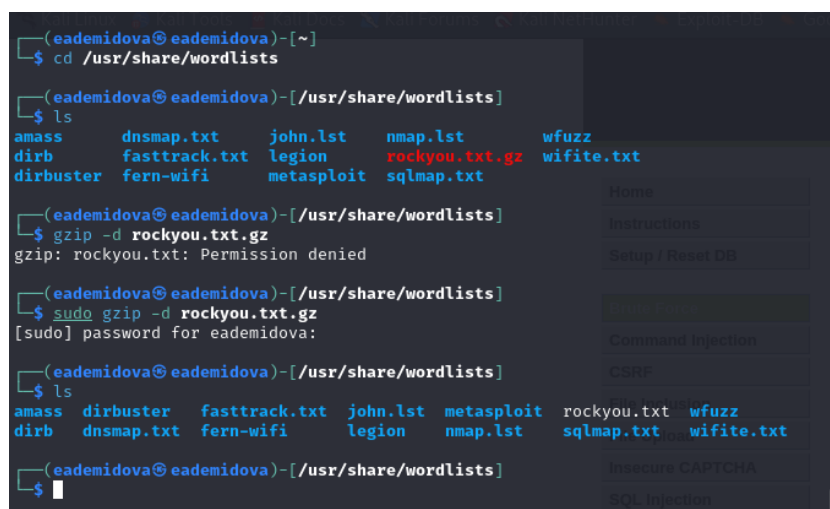 Kali Linux Kali Tools Kali Docs Kali Forums Kali NetHunter Exploit-DB
┌──(eademidova㉿eademidova)-[~]
└─$ cd /usr/share/wordlists
┌──(eademidova㉿eademidova)-[/usr/share/wordlists]
└─$ ls
amass dnsmap.txt john.lst nmap.lst wfuzz
dirb fasttrack.txt legion rockyou.txt.gz wifite.txt
dirbuster fern-wifi metasploit sqlmap.txt
Home
┌──(eademidova㉿eademidova)-[/usr/share/wordlists]
└─$ gzip -d rockyou.txt.gz
Instructions
gzip: rockyou.txt: Permission denied
Setup / Reset DB
┌──(eademidova㉿eademidova)-[/usr/share/wordlists]
└─$ sudo gzip -d rockyou.txt.gz
Brute Force
[sudo] password for eademidova:
Command Injection
┌──(eademidova㉿eademidova)-[/usr/share/wordlists]
CSRF
└─$ ls
File Inclusion
amass dirbuster fasttrack.txt john.lst metasploit rockyou.txt wfuzz
dirb dnsmap.txt fern-wifi legion nmap.lst sqlmap.txt wifite.txt
┌──(eademidova㉿eademidova)-[/usr/share/wordlists]
Insecure CAPTCHA
└─$
SQL Injection